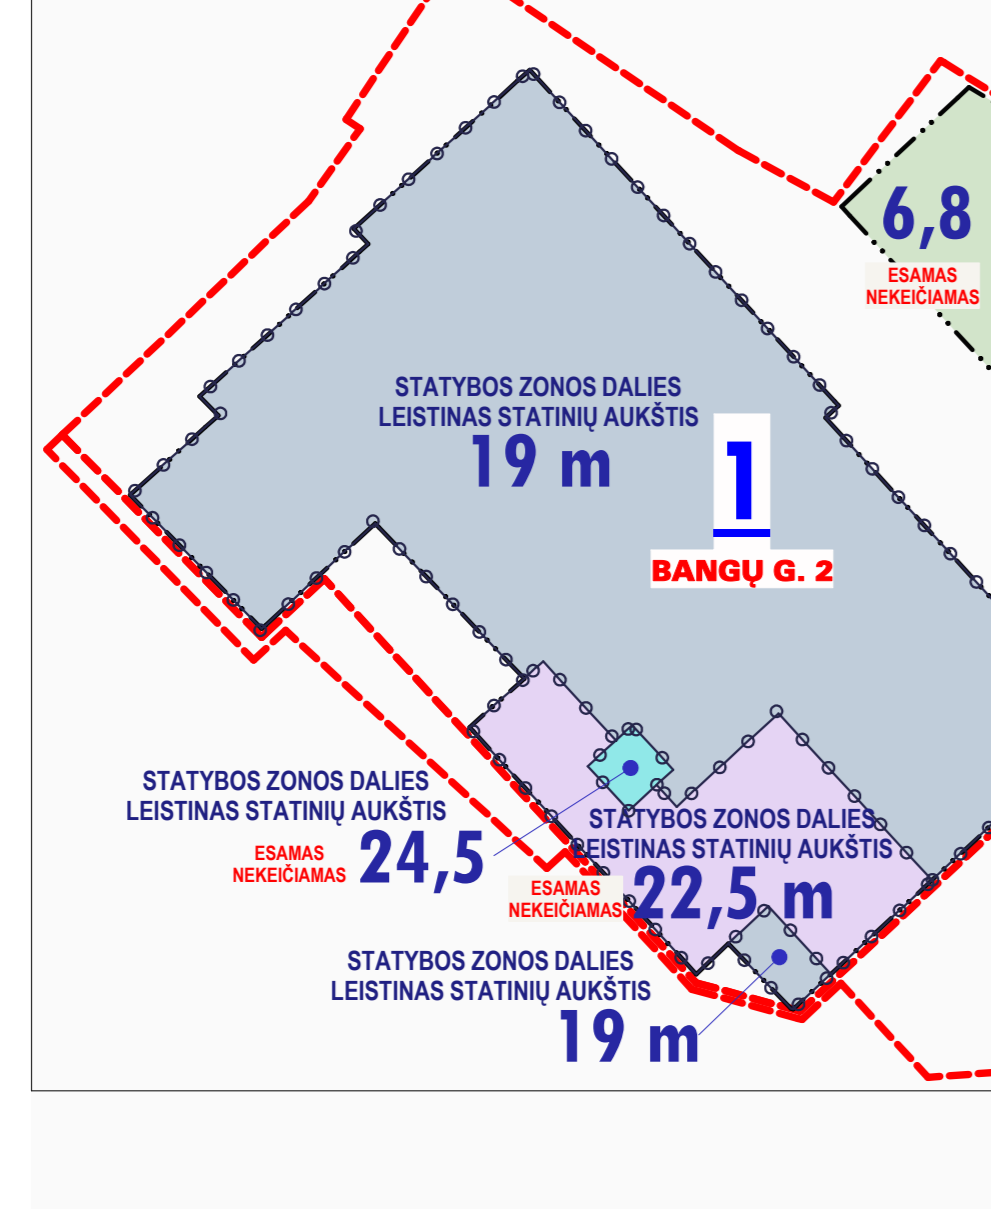 6,8
ESAMAS
NEKEIČIAMAS
STATYBOS ZONOS DALIES
LEISTINAS STATINIŲ AUKŠTIS
19 m
1
BANGŲ G. 2
STATYBOS ZONOS DALIES
LEISTINAS STATINIŲ AUKŠTIS
ESAMAS
NEKEIČIAMAS
24,5
STATYBOS ZONOS DALIES
LEISTINAS STATINIŲ AUKŠTIS
ESAMAS
NEKEIČIAMAS
22,5 m
STATYBOS ZONOS DALIES
LEISTINAS STATINIŲ AUKŠTIS
19 m